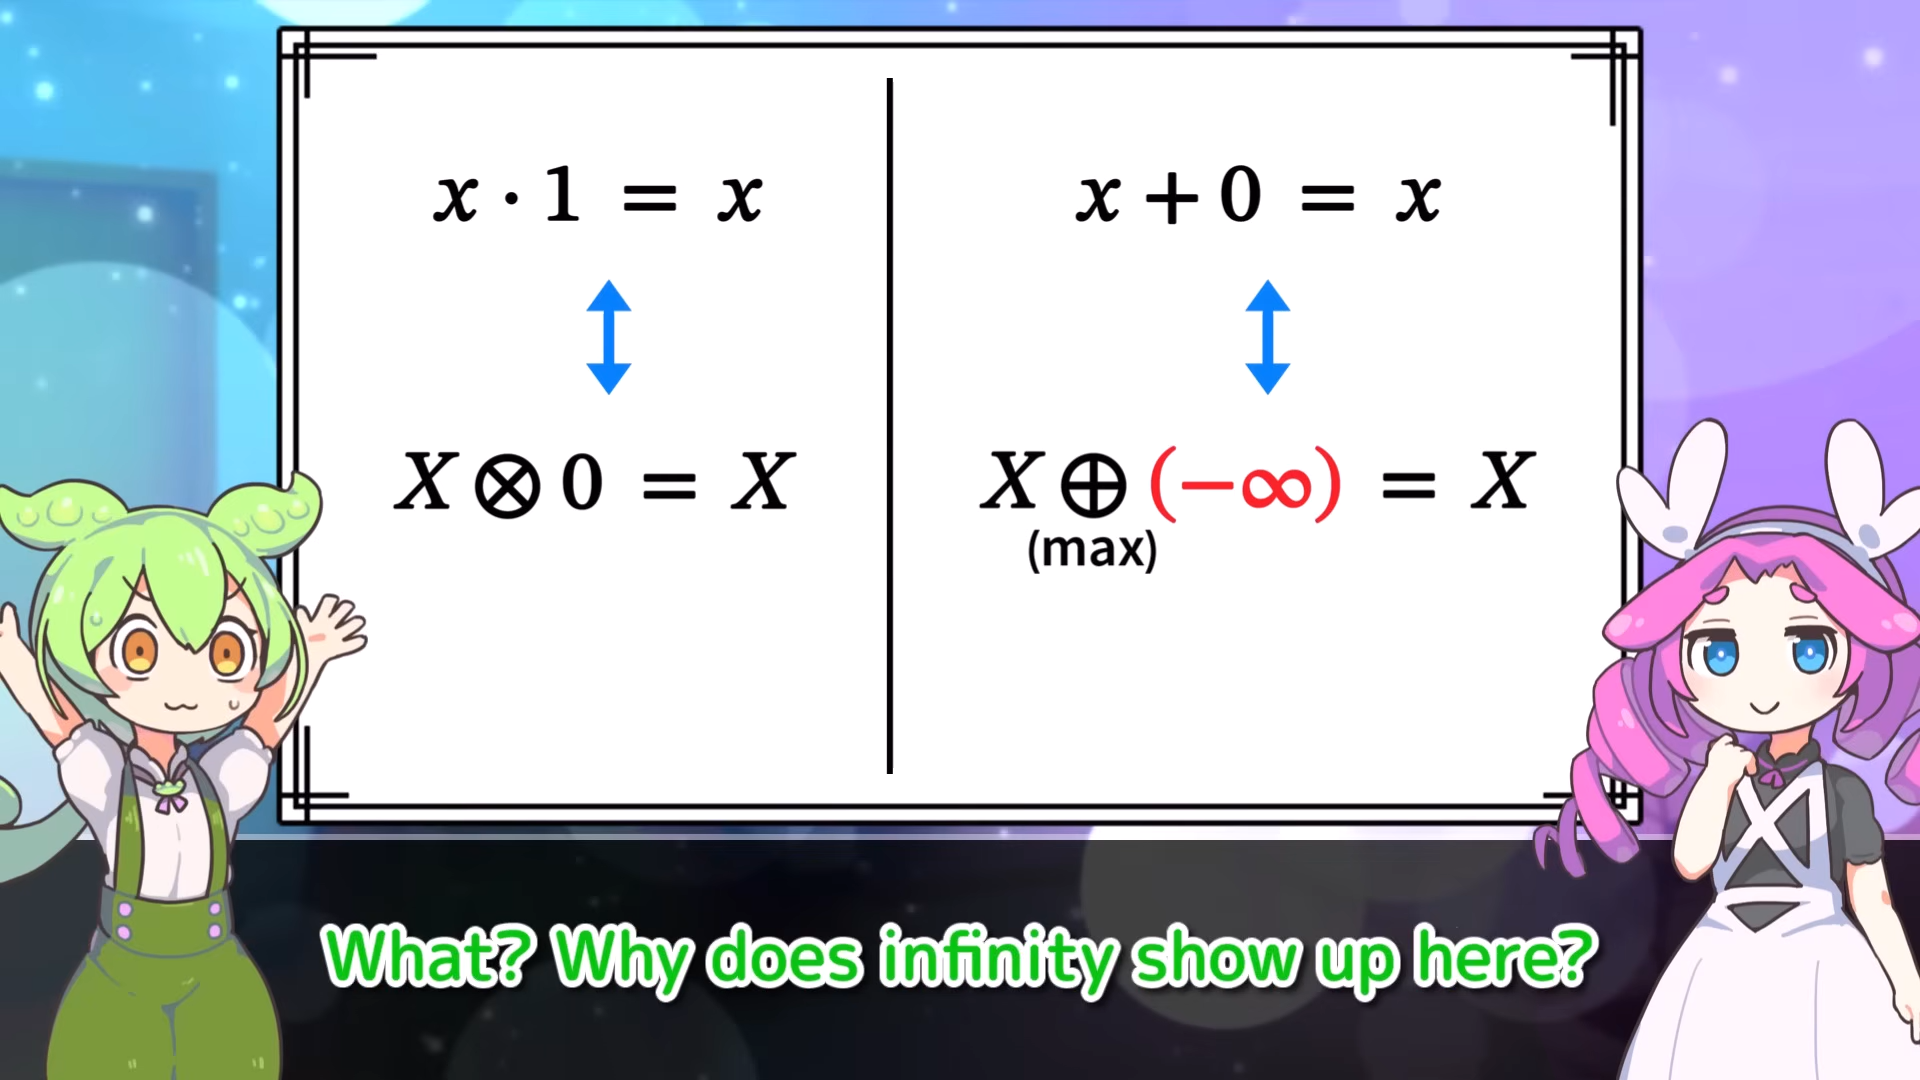 x · 1 = x
X ⊗ 0 = X
x + 0 = x
X ⊕ (−∞) = X
(max)
What? Why does infinity show up here?